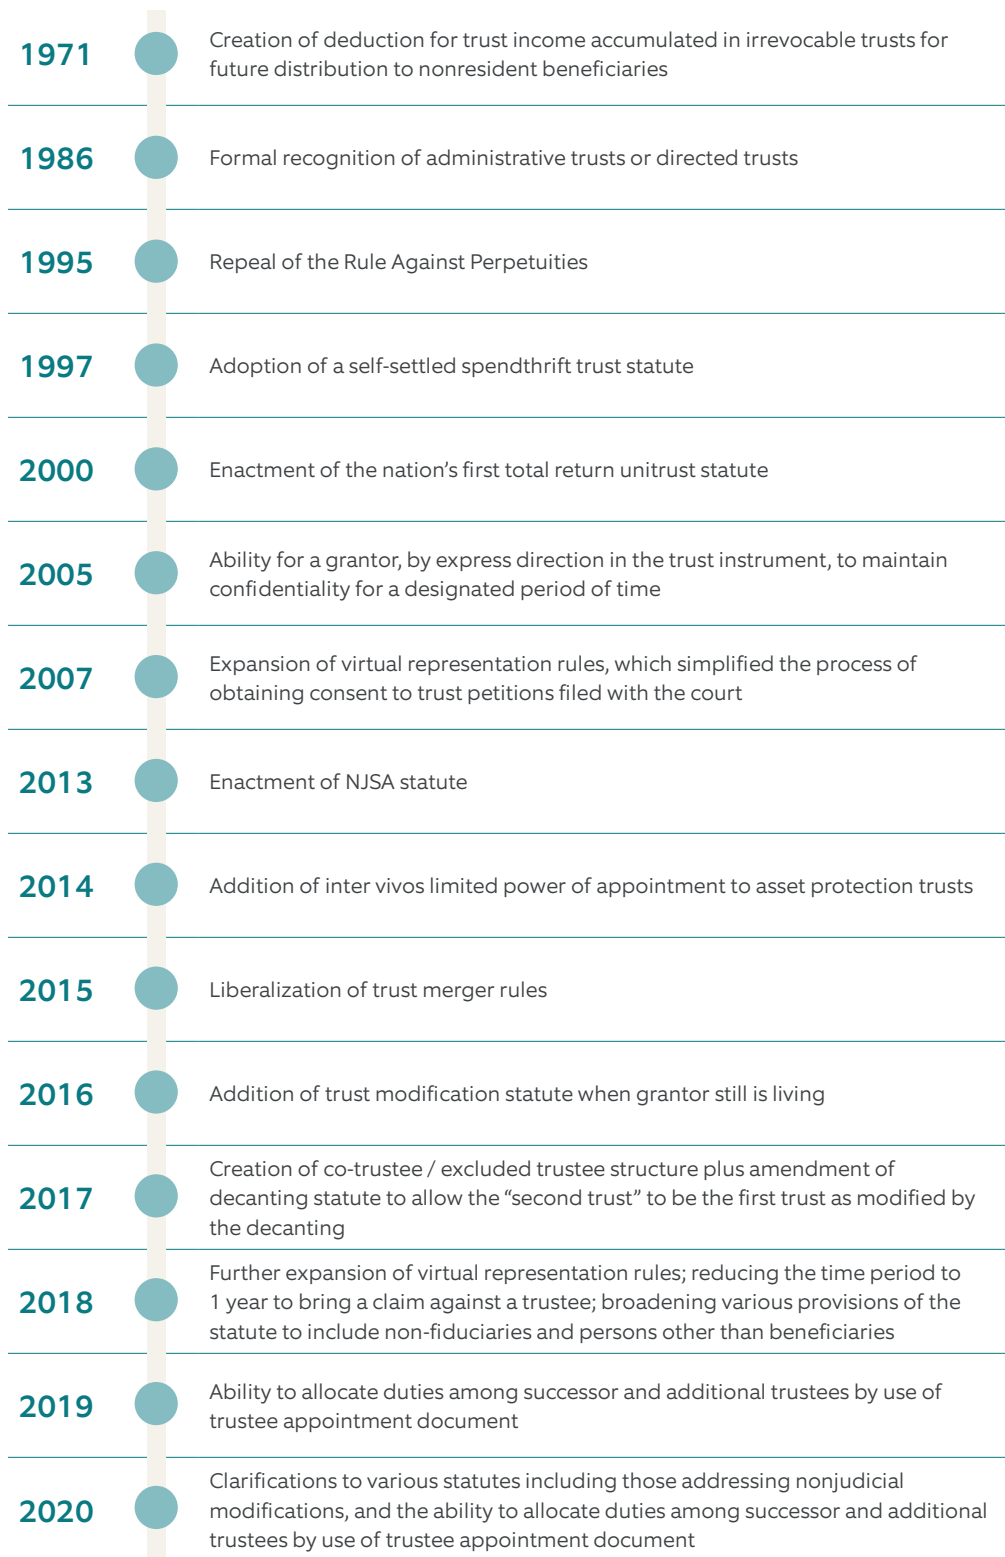 1971
Creation of deduction for trust income accumulated in irrevocable trusts for
future distribution to nonresident beneficiaries
1986
Formal recognition of administrative trusts or directed trusts
1995
Repeal of the Rule Against Perpetuities
1997
Adoption of a self-settled spendthrift trust statute
2000
Enactment of the nation’s first total return unitrust statute
2005
Ability for a grantor, by express direction in the trust instrument, to maintain
confidentiality for a designated period of time
2007
Expansion of virtual representation rules, which simplified the process of
obtaining consent to trust petitions filed with the court
2013
Enactment of NJSA statute
2014
Addition of inter vivos limited power of appointment to asset protection trusts
2015
Liberalization of trust merger rules
2016
Addition of trust modification statute when grantor still is living
2017
Creation of co-trustee / excluded trustee structure plus amendment of
decanting statute to allow the “second trust” to be the first trust as modified by
the decanting
2018
Further expansion of virtual representation rules; reducing the time period to
1 year to bring a claim against a trustee; broadening various provisions of the
statute to include non-fiduciaries and persons other than beneficiaries
2019
Ability to allocate duties among successor and additional trustees by use of
trustee appointment document
2020
Clarifications to various statutes including those addressing nonjudicial
modifications, and the ability to allocate duties among successor and additional
trustees by use of trustee appointment document